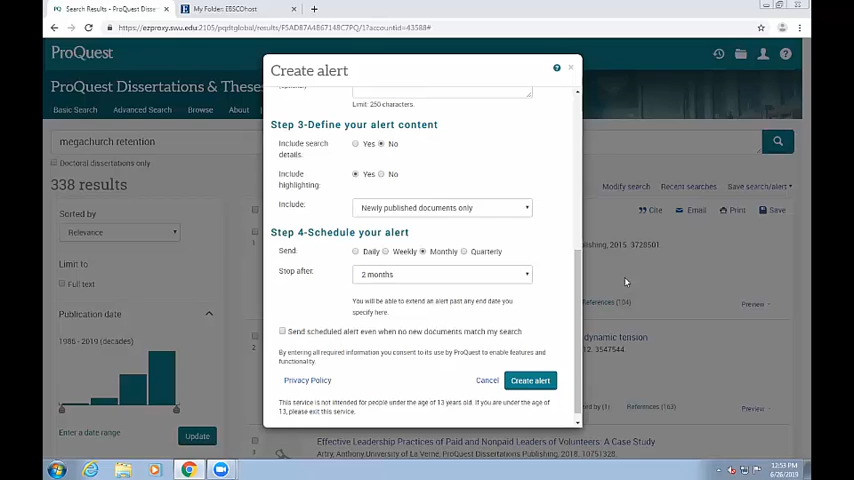 Search Results - ProQuest Disse
My Folder: EBSCOhost
https://ezproxy.swu.edu:2105/pqdtglobal/results/F5AD87A4B67148C7PQ/1?accountid=43588#
ProQuest
ProQuest Dissertations & Theses
Basic Search
Advanced Search
Browse
About
megachurch retention
Doctoral dissertations only
338 results
Modify search
Recent searches
Save search/alert
Cite
Email
Print
Save
Sorted by
Relevance
Limit to
Full text
Publication date
1986 - 2019 (decades)
Enter a date range
Update
1
2
3
blishing, 2015. 3728501.
References (104)
Preview
dynamic tension
12. 3547544
by (1)
References (163)
Preview
Effective Leadership Practices of Paid and Nonpaid Leaders of Volunteers: A Case Study
Artry, Anthony.University of La Verne, ProQuest Dissertations Publishing, 2018. 10751328.
Create alert
Limit: 250 characters.
Step 3-Define your alert content
Include search details:
Yes
No
Include highlighting:
Yes
No
Include:
Newly published documents only
Step 4-Schedule your alert
Send:
Daily
Weekly
Monthly
Quarterly
Stop after:
2 months
You will be able to extend an alert past any end date you
specify here.
Send scheduled alert even when no new documents match my search
By entering all required information you consent to its use by ProQuest to enable features and
functionality.
Privacy Policy
Cancel
Create alert
This service is not intended for people under the age of 13 years old. If you are under the age of
13, please exit this service.
12:53 PM
6/26/2019